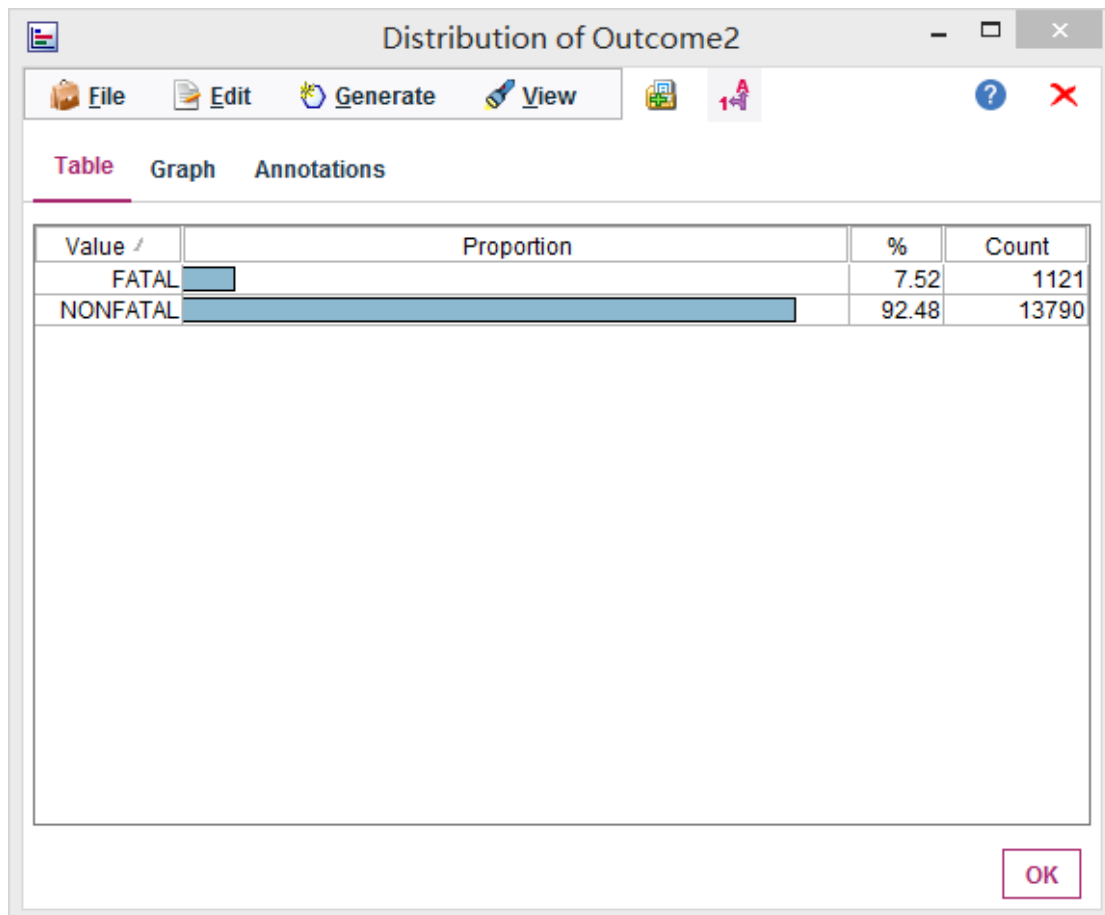 Distribution of Outcome2
File Edit Generate View
Table Graph Annotations
Value Proportion % Count
FATAL 7.52 1121
NONFATAL 92.48 13790
OK